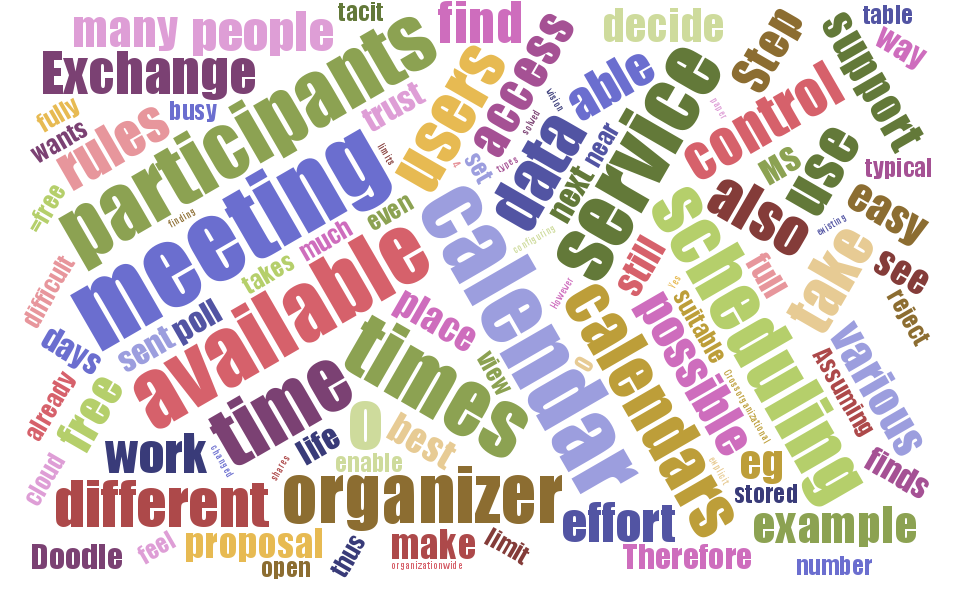 many people
tacit
find
decide
Step
support
table
way
Exchange
participants
users
access
able
service
control
fully
wants
rules
busy
trust
limits
vision
solved
paper
MS
use
typical
=free
finding
meeting
even
set
types
4
data
next
near
also
easy
existing
difficult
takes
much
configuring
still
full
take
see
days
sent
poll
available
place
calendar
However
Yes
scheduling
reject
already
free
time
times
view
0
calendars
possible
suitable
Crossorganizational
various
Assuming
cloud
work
changed
shares
life
0
best
enable
explicit
eg
stored
finds
different
organizer
effort
example
Doodle
feel
proposal
open
thus
make
limit
organizationwide
Therefore
number